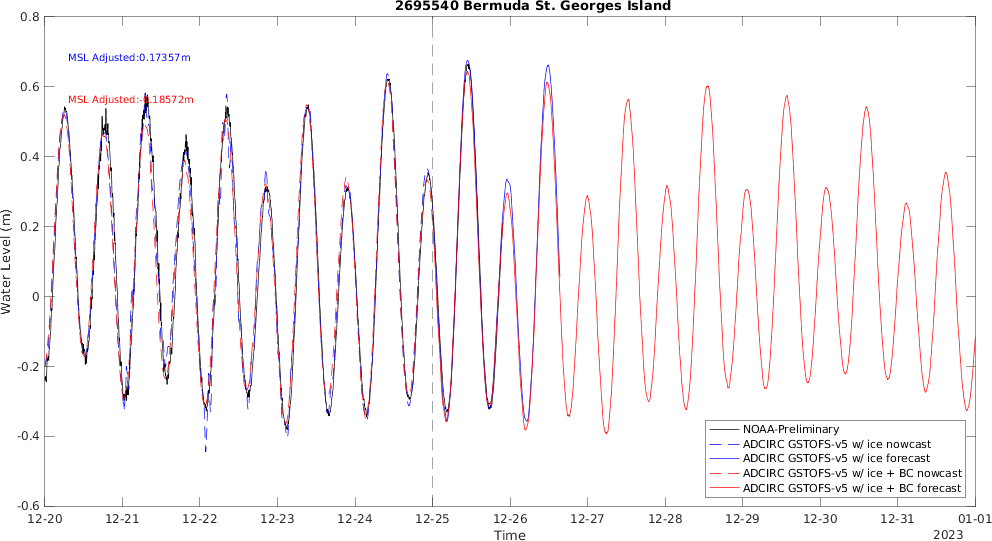 2695540 Bermuda St. Georges Island
0.8
0.6
0.4
0.2
0
-0.2
-0.4
-0.6
Water Level (m)
MSL Adjusted:0.17357m
MSL Adjusted:-0.18572m
NOAA-Preliminary
ADCIRC GSTOFS-v5 w/ ice nowcast
ADCIRC GSTOFS-v5 w/ ice forecast
ADCIRC GSTOFS-v5 w/ ice + BC nowcast
ADCIRC GSTOFS-v5 w/ ice + BC forecast
12-20 12-21 12-22 12-23 12-24 12-25 12-26 12-27 12-28 12-29 12-30 12-31 01-01
Time
2023